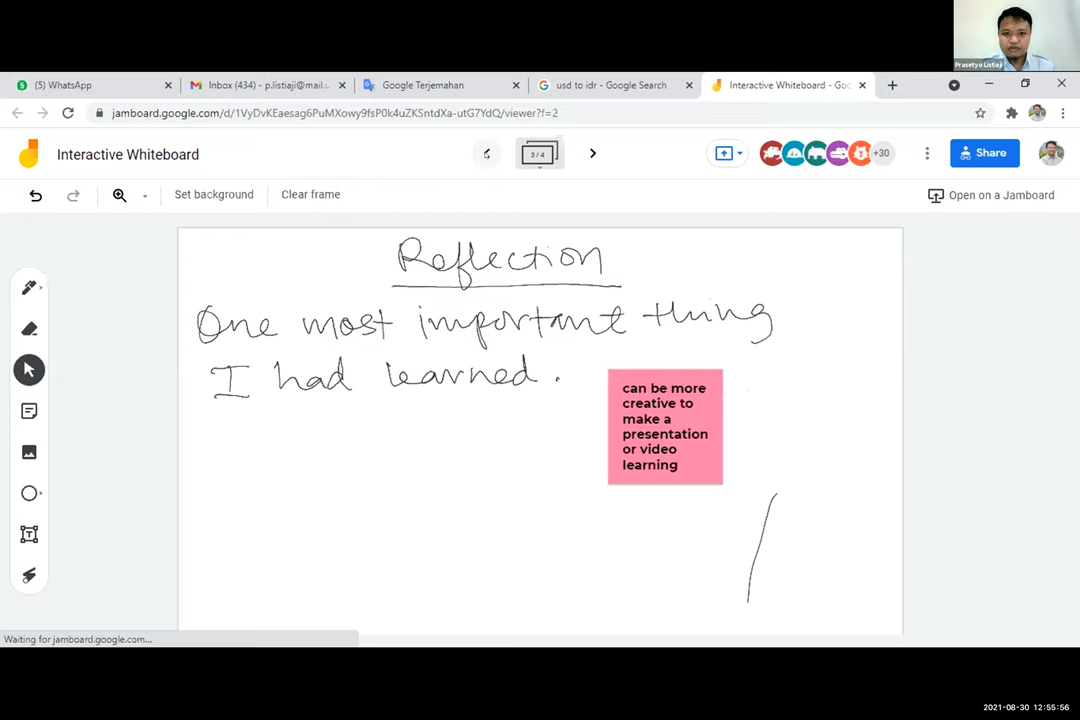 Prasetyo Listiaji
(5) WhatsApp
Inbox (434) - p.listiaji@mail.u
Google Terjemahan
usd to idr - Google Search
Interactive Whiteboard - Goo
jamboard.google.com/d/1VyDvKEaesag6PuMXowy9fsP0k4uZKSntdXa-utG7YdQ/viewer?f=2
Interactive Whiteboard
3 / 4
+30
Share
Set background
Clear frame
Open on a Jamboard
Reflection
One most important thing
I had learned.
can be more
creative to
make a
presentation
or video
learning
Waiting for jamboard.google.com...
2021-08-30 12:55:56